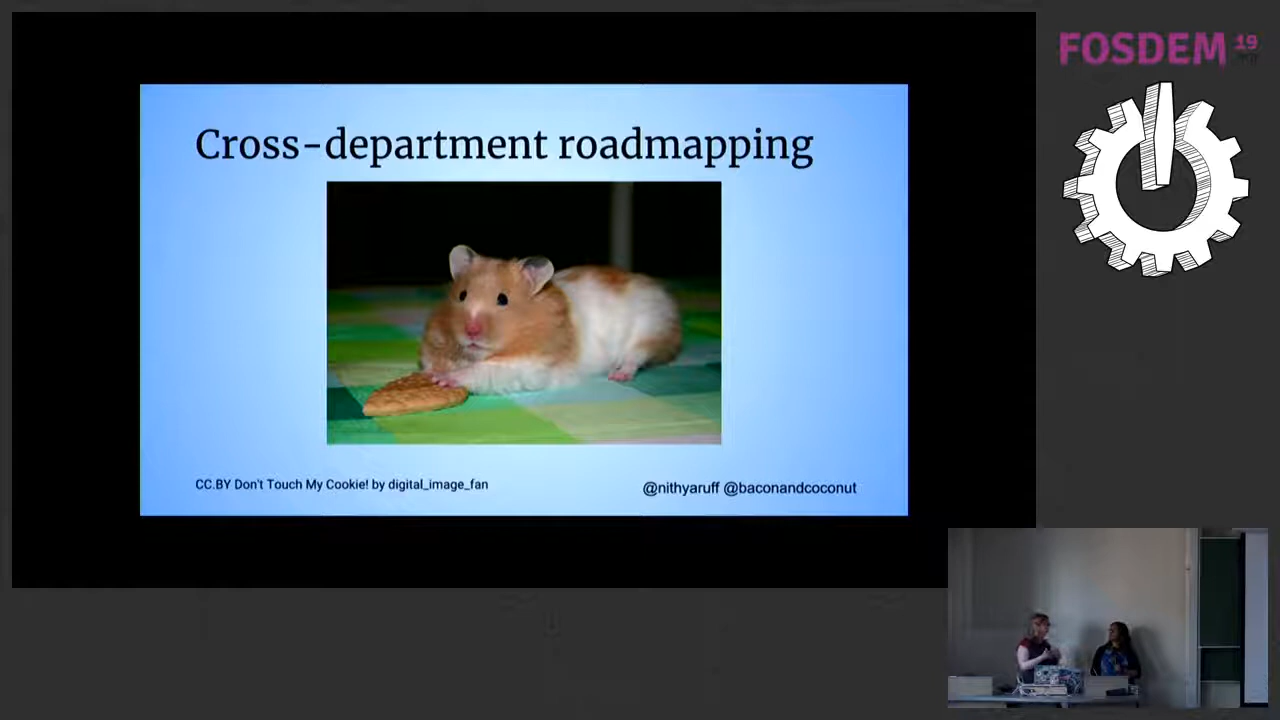 Cross-department roadmapping
CC.BY Don't Touch My Cookie! by digital_image_fan
@nithyaruff @baconandcoconut
FOSDEM 19